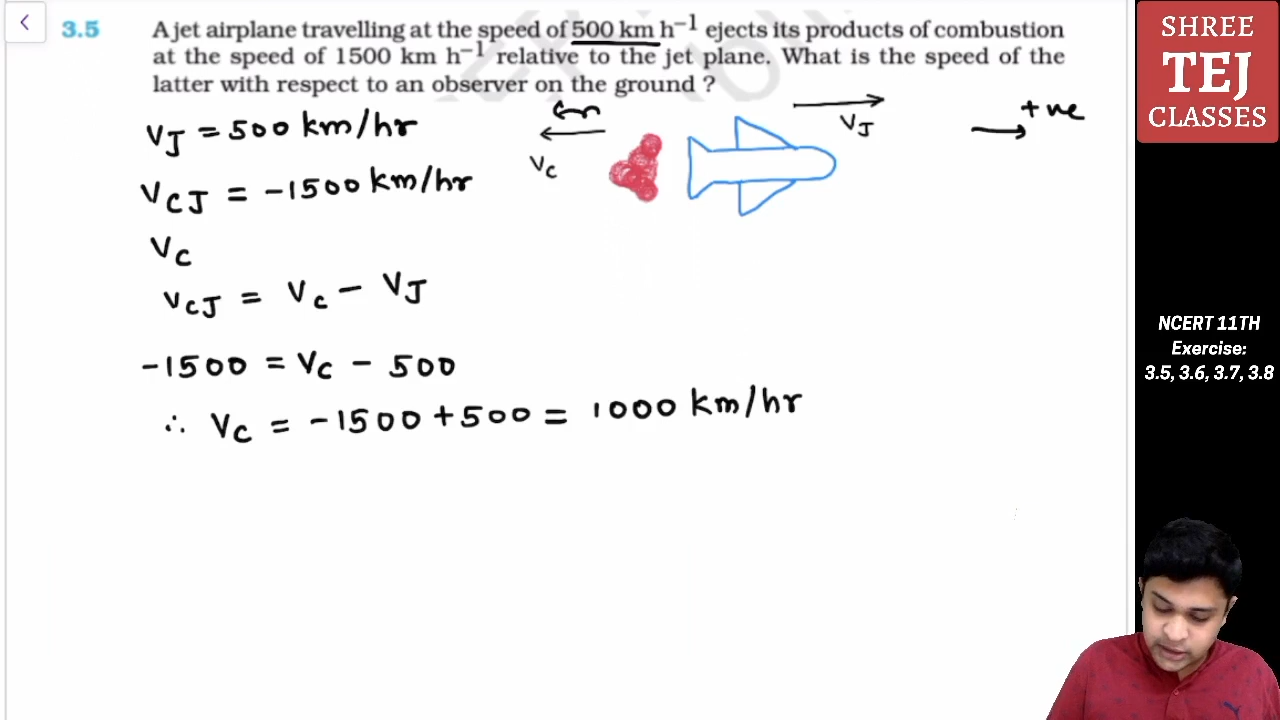 3.5 A jet airplane travelling at the speed of 500 km h⁻¹ ejects its products of combustion
at the speed of 1500 km h⁻¹ relative to the jet plane. What is the speed of the
latter with respect to an observer on the ground ?
V_J = 500 km/hr
V_CJ = -1500 km/hr
V_C
V_CJ = V_C - V_J
-1500 = V_C - 500
∴ V_C = -1500 + 500 = 1000 km/hr
V_C
V_J
+ve
SHREE
TEJ
CLASSES
NCERT 11TH
Exercise:
3.5, 3.6, 3.7, 3.8